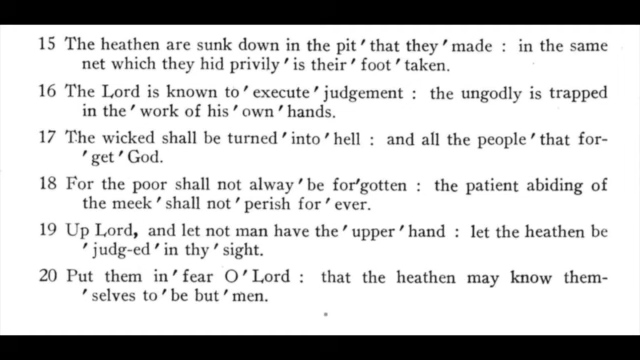 15 The heathen are sunk down in the pit ′ that they ′ made : in the same
net which they hid privily ′ is their ′ foot ′ taken.
16 The Lord is known to ′ execute ′ judgement : the ungodly is trapped
in the ′ work of his ′ own ′ hands.
17 The wicked shall be turned ′ into ′ hell : and all the people ′ that for-
′ get ′ God.
18 For the poor shall not alway ′ be for′gotten : the patient abiding of
the meek ′ shall not ′ perish for ′ ever.
19 Up Lord, and let not man have the ′ upper ′ hand : let the heathen be
′ judg-ed ′ in thy ′ sight.
20 Put them in ′ fear O ′ Lord : that the heathen may know them-
′ selves to ′ be but ′ men.